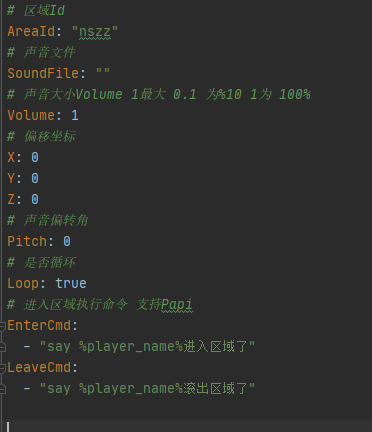 # 区域Id
AreaId: "nszz"
# 声音文件
SoundFile: ""
# 声音大小Volume 1最大 0.1 为%10 1为 100%
Volume: 1
# 偏移坐标
X: 0
Y: 0
Z: 0
# 声音偏转角
Pitch: 0
# 是否循环
Loop: true
# 进入区域执行命令 支持Papi
EnterCmd:
  - "say %player_name%进入区域了"
LeaveCmd:
  - "say %player_name%滚出区域了"